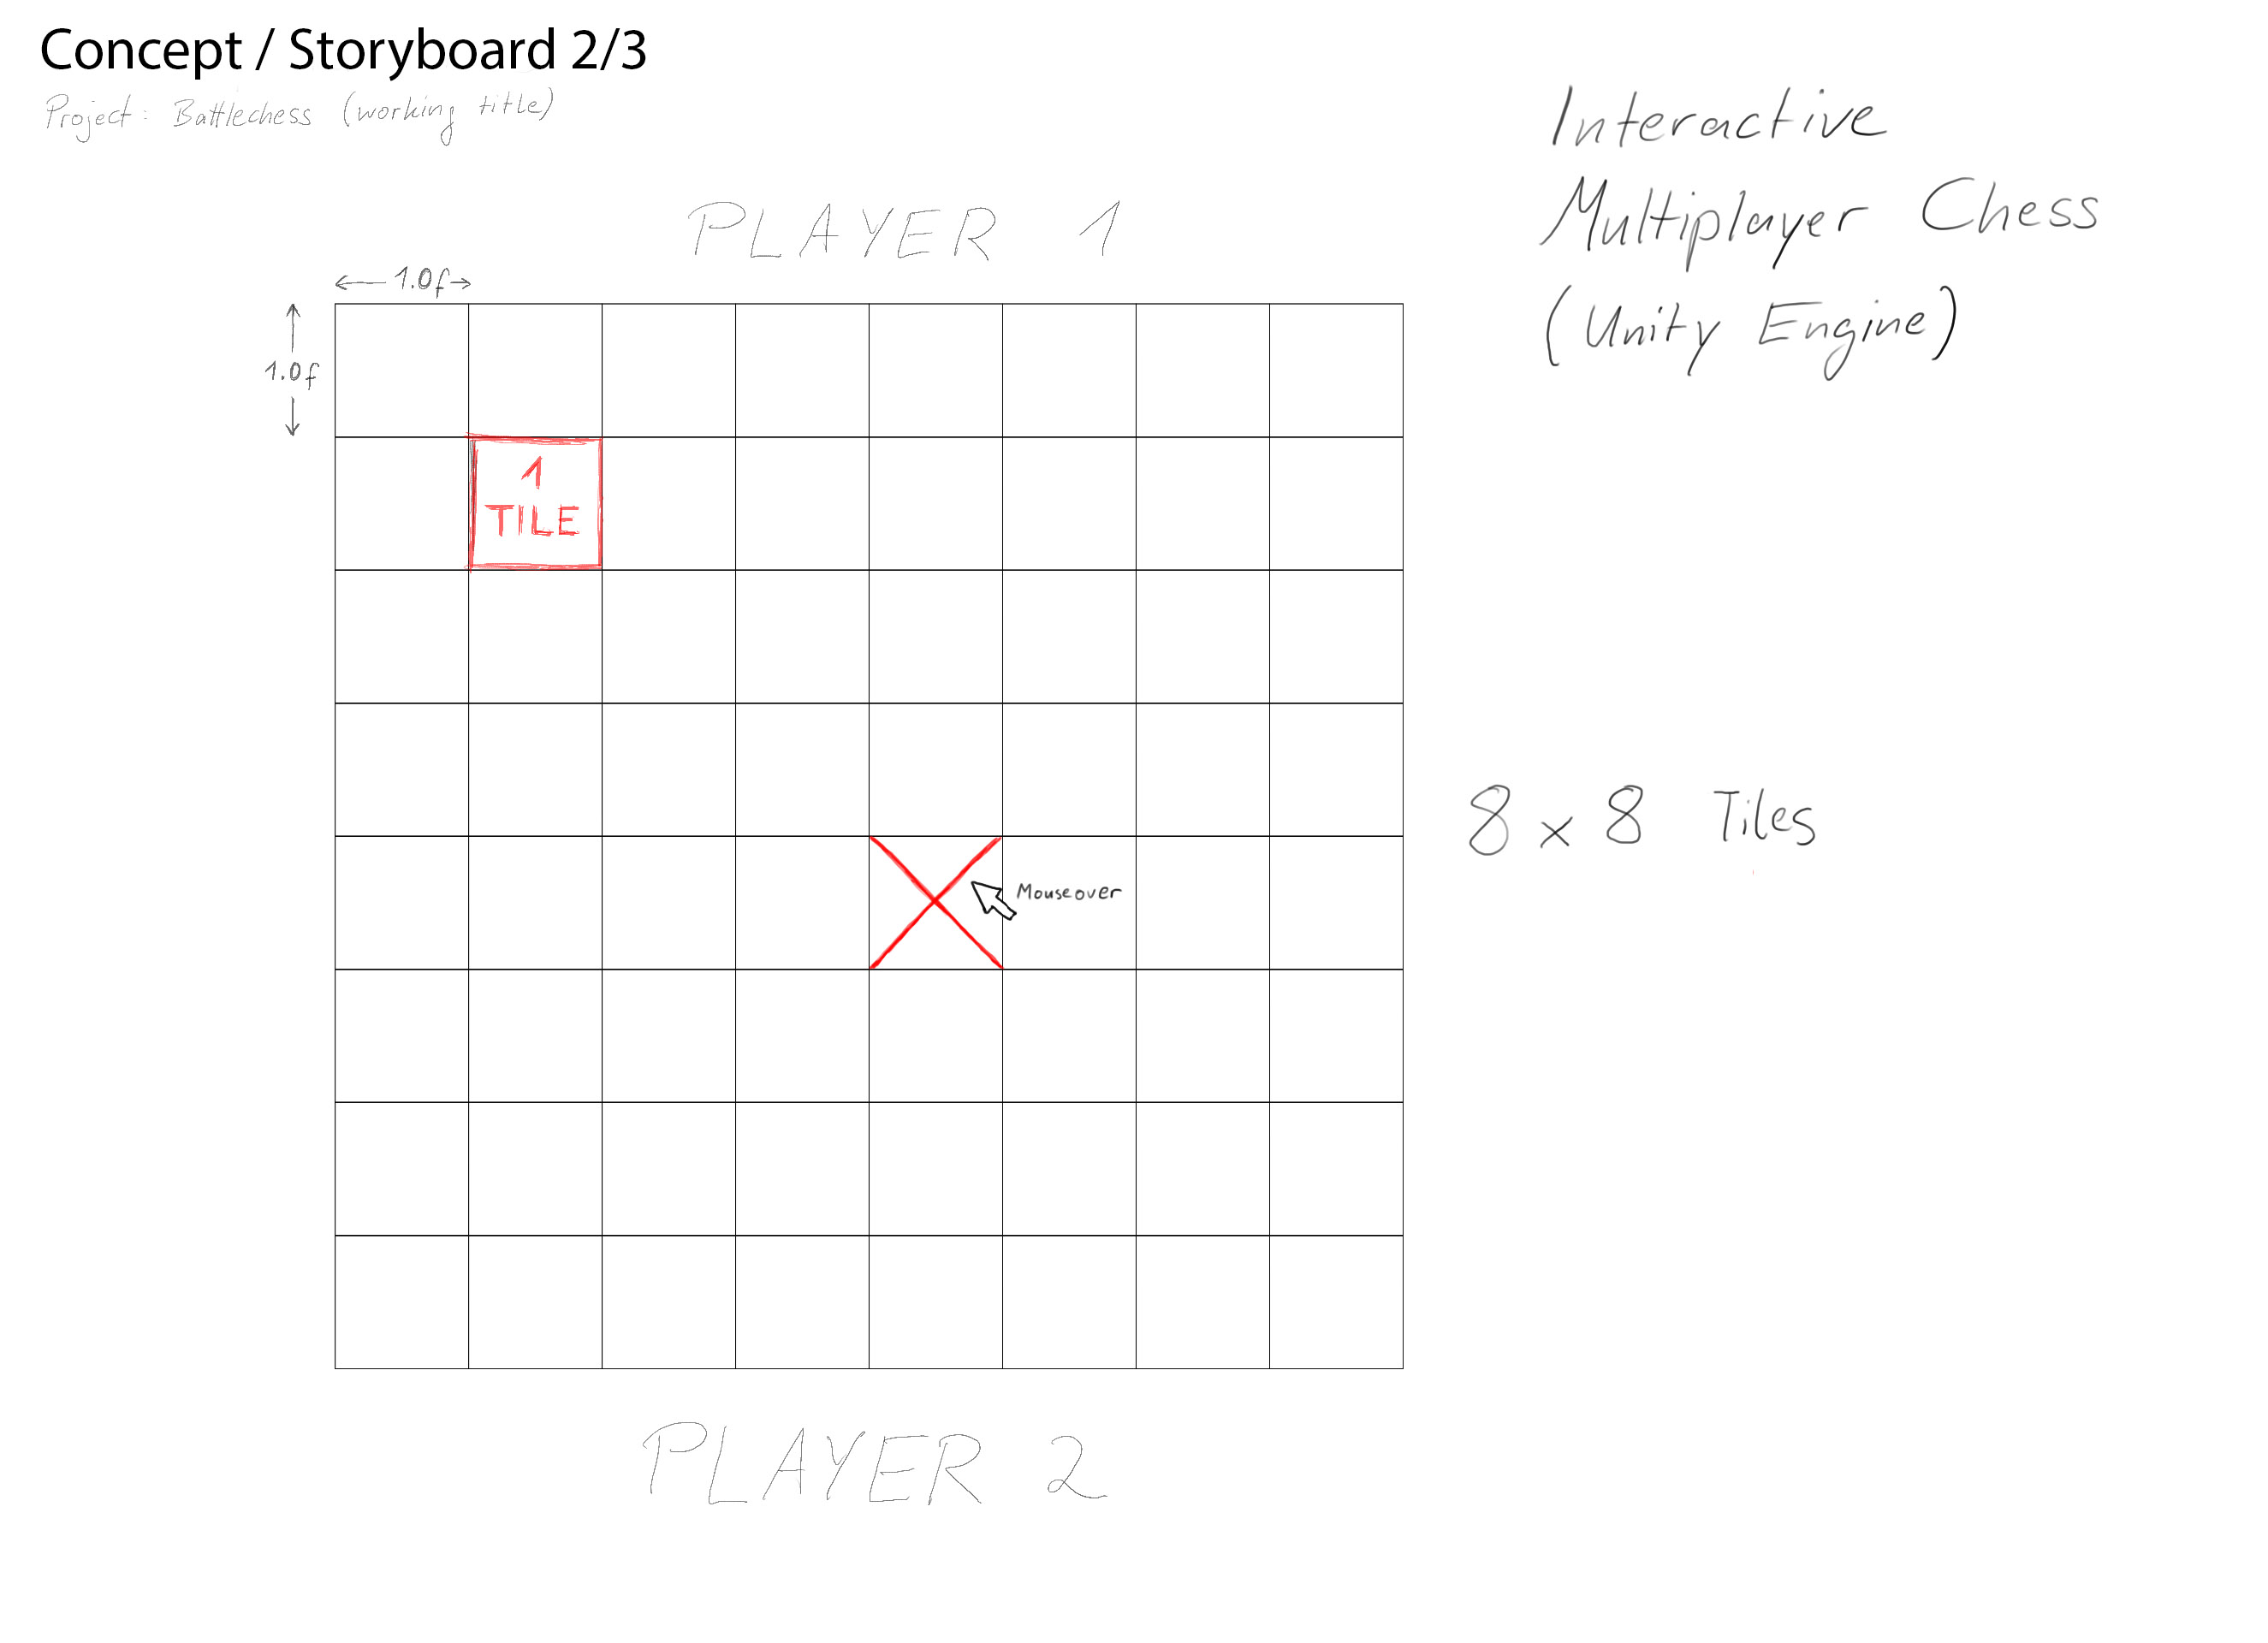 Concept / Storyboard 2/3
Project: Battlechess (working title)
Interactive
Multiplayer Chess
(Unity Engine)
PLAYER 1
1.0f
1.0f
1
TILE
8 x 8 Tiles
Mouseover
PLAYER 2